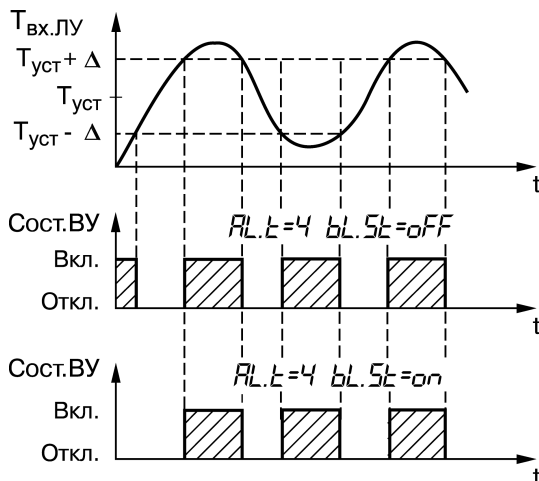 Tвх.ЛУ
Tуст + Δ
Tуст
Tуст - Δ
t
Сост.ВУ
AL.t=4 bL.St=oFF
Вкл.
Откл.
t
Сост.ВУ
AL.t=4 bL.St=on
Вкл.
Откл.
t